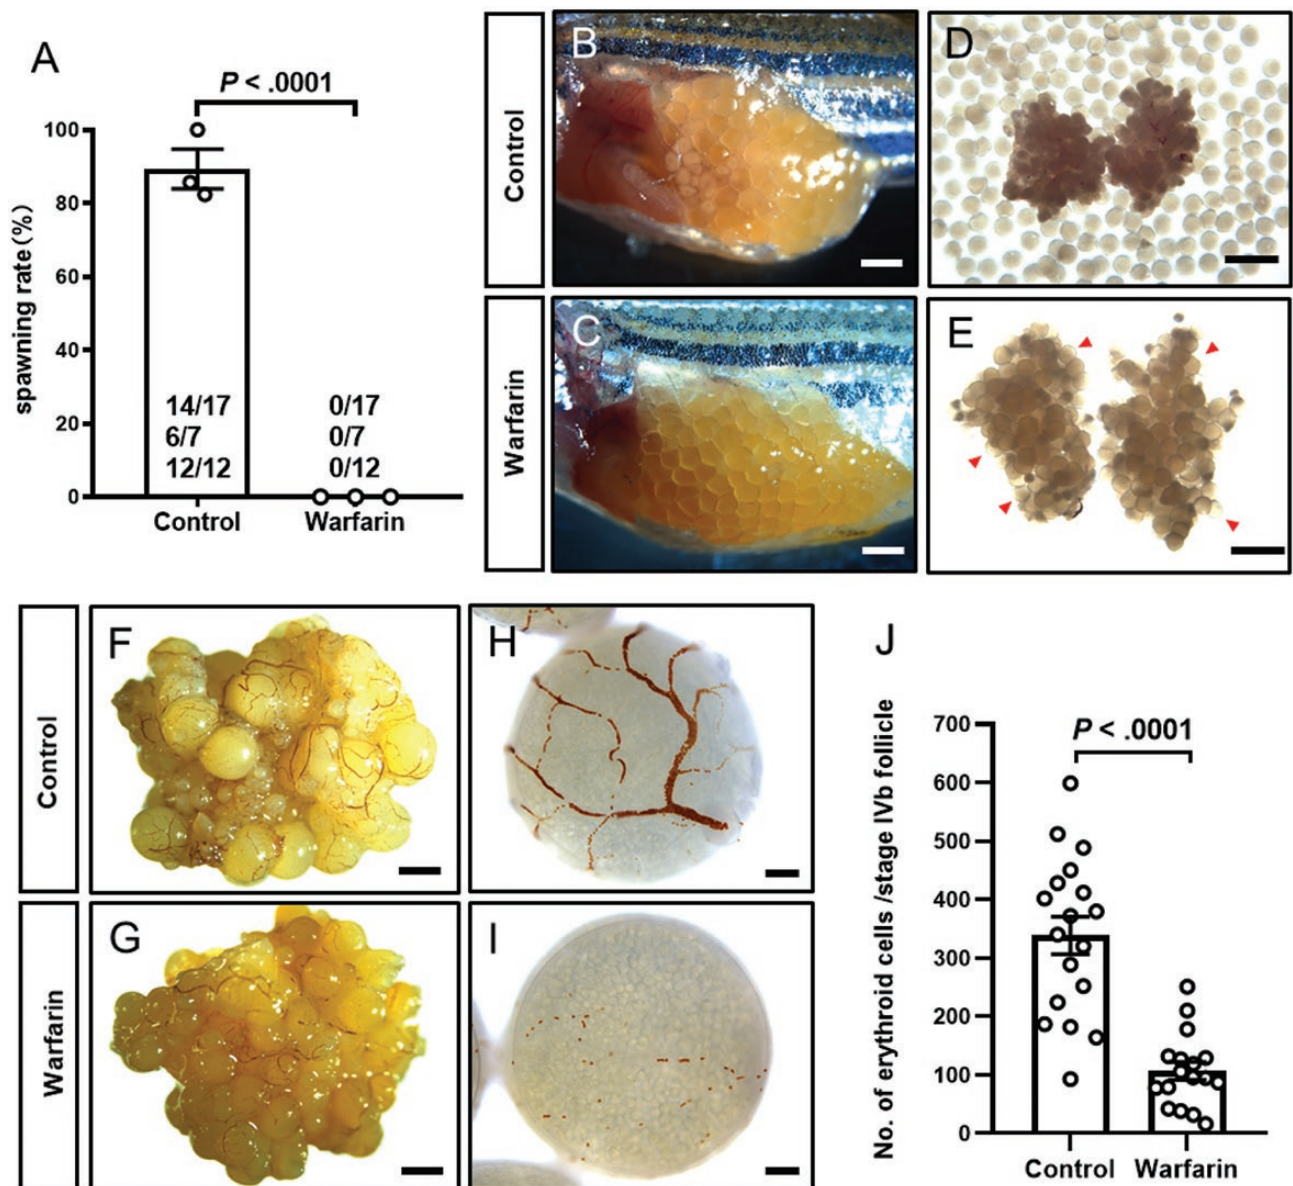 A
P < .0001
spawning rate(%)
100
80
60
40
20
0
14/17
6/7
12/12
0/17
0/7
0/12
Control
Warfarin
Control
B
D
Warfarin
C
E
Control
F
H
Warfarin
G
I
J
P < .0001
No. of erythroid cells /stage IVb follicle
700
600
500
400
300
200
100
0
Control
Warfarin